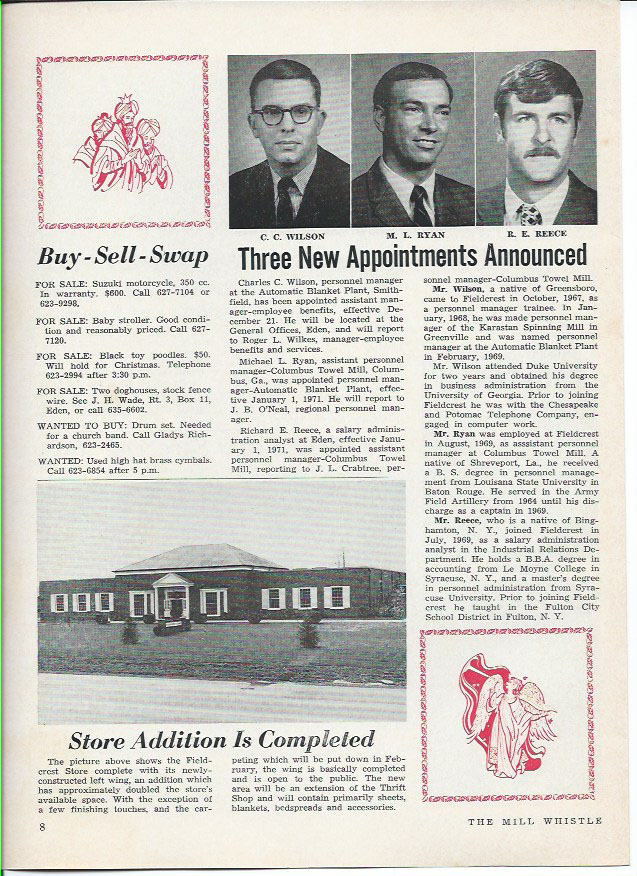 C. C. WILSON
M. L. RYAN
R. E. REECE
Buy-Sell-Swap
FOR SALE: Suzuki motorcycle, 350 cc.
In warranty. $600. Call 627-7104 or
623-9298.
FOR SALE: Baby stroller. Good condi-
tion and reasonably priced. Call 627-
7120.
FOR SALE: Black toy poodles. $50.
Will hold for Christmas. Telephone
623-2994 after 3:30 p.m.
FOR SALE: Two doghouses, stock fence
wire. See J. H. Wade, Rt. 3, Box 11,
Eden, or call 635-6602.
WANTED TO BUY: Drum set. Needed
for a church band. Call Gladys Rich-
ardson, 623-2465.
WANTED: Used high hat brass cymbals.
Call 623-6854 after 5 p.m.
Three New Appointments Announced
Charles C. Wilson, personnel manager
at the Automatic Blanket Plant, Smith-
field, has been appointed assistant man-
ager-employee benefits, effective De-
cember 21. He will be located at the
General Offices, Eden, and will report
to Roger L. Wilkes, manager-employee
benefits and services.
Michael L. Ryan, assistant personnel
manager-Columbus Towel Mill, Colum-
bus, Ga., was appointed personnel man-
ager-Automatic Blanket Plant, effec-
tive January 1, 1971. He will report to
J. B. O'Neal, regional personnel man-
ager.
Richard E. Reece, a salary adminis-
tration analyst at Eden, effective Janu-
ary 1, 1971, was appointed assistant
personnel manager-Columbus Towel
Mill, reporting to J. L. Crabtree, per-
sonnel manager-Columbus Towel Mill.
Mr. Wilson, a native of Greensboro,
came to Fieldcrest in October, 1967, as
a personnel manager trainee. In Jan-
uary, 1968, he was made personnel man-
ager of the Karastan Spinning Mill in
Greenville and was named personnel
manager at the Automatic Blanket Plant
in February, 1969.
Mr. Wilson attended Duke University
for two years and obtained his degree
in business administration from the
University of Georgia. Prior to joining
Fieldcrest he was with the Chesapeake
and Potomac Telephone Company, en-
gaged in computer work.
Mr. Ryan was employed at Fieldcrest
in August, 1969, as asssistant personnel
manager at Columbus Towel Mill. A
native of Shreveport, La., he received
a B. S. degree in personnel manage-
ment from Louisana State University in
Baton Rouge. He served in the Army
Field Artillery from 1964 until his dis-
charge as a captain in 1969.
Mr. Reece, who is a native of Bing-
hamton, N. Y., joined Fieldcrest in
July, 1969, as a salary administration
analyst in the Industrial Relations De-
partment. He holds a B.B.A. degree in
accounting from Le Moyne College in
Syracuse, N. Y., and a master's degree
in personnel administration from Syra-
cuse University. Prior to joining Field-
crest he taught in the Fulton City
School District in Fulton, N. Y.
Store Addition Is Completed
The picture above shows the Field-
crest Store complete with its newly-
constructed left wing, an addition which
has approximately doubled the store's
available space. With the exception of
a few finishing touches, and the car-
peting which will be put down in Feb-
ruary, the wing is basically completed
and is open to the public. The new
area will be an extension of the Thrift
Shop and will contain primarily sheets,
blankets, bedspreads and accessories.
8
THE MILL WHISTLE